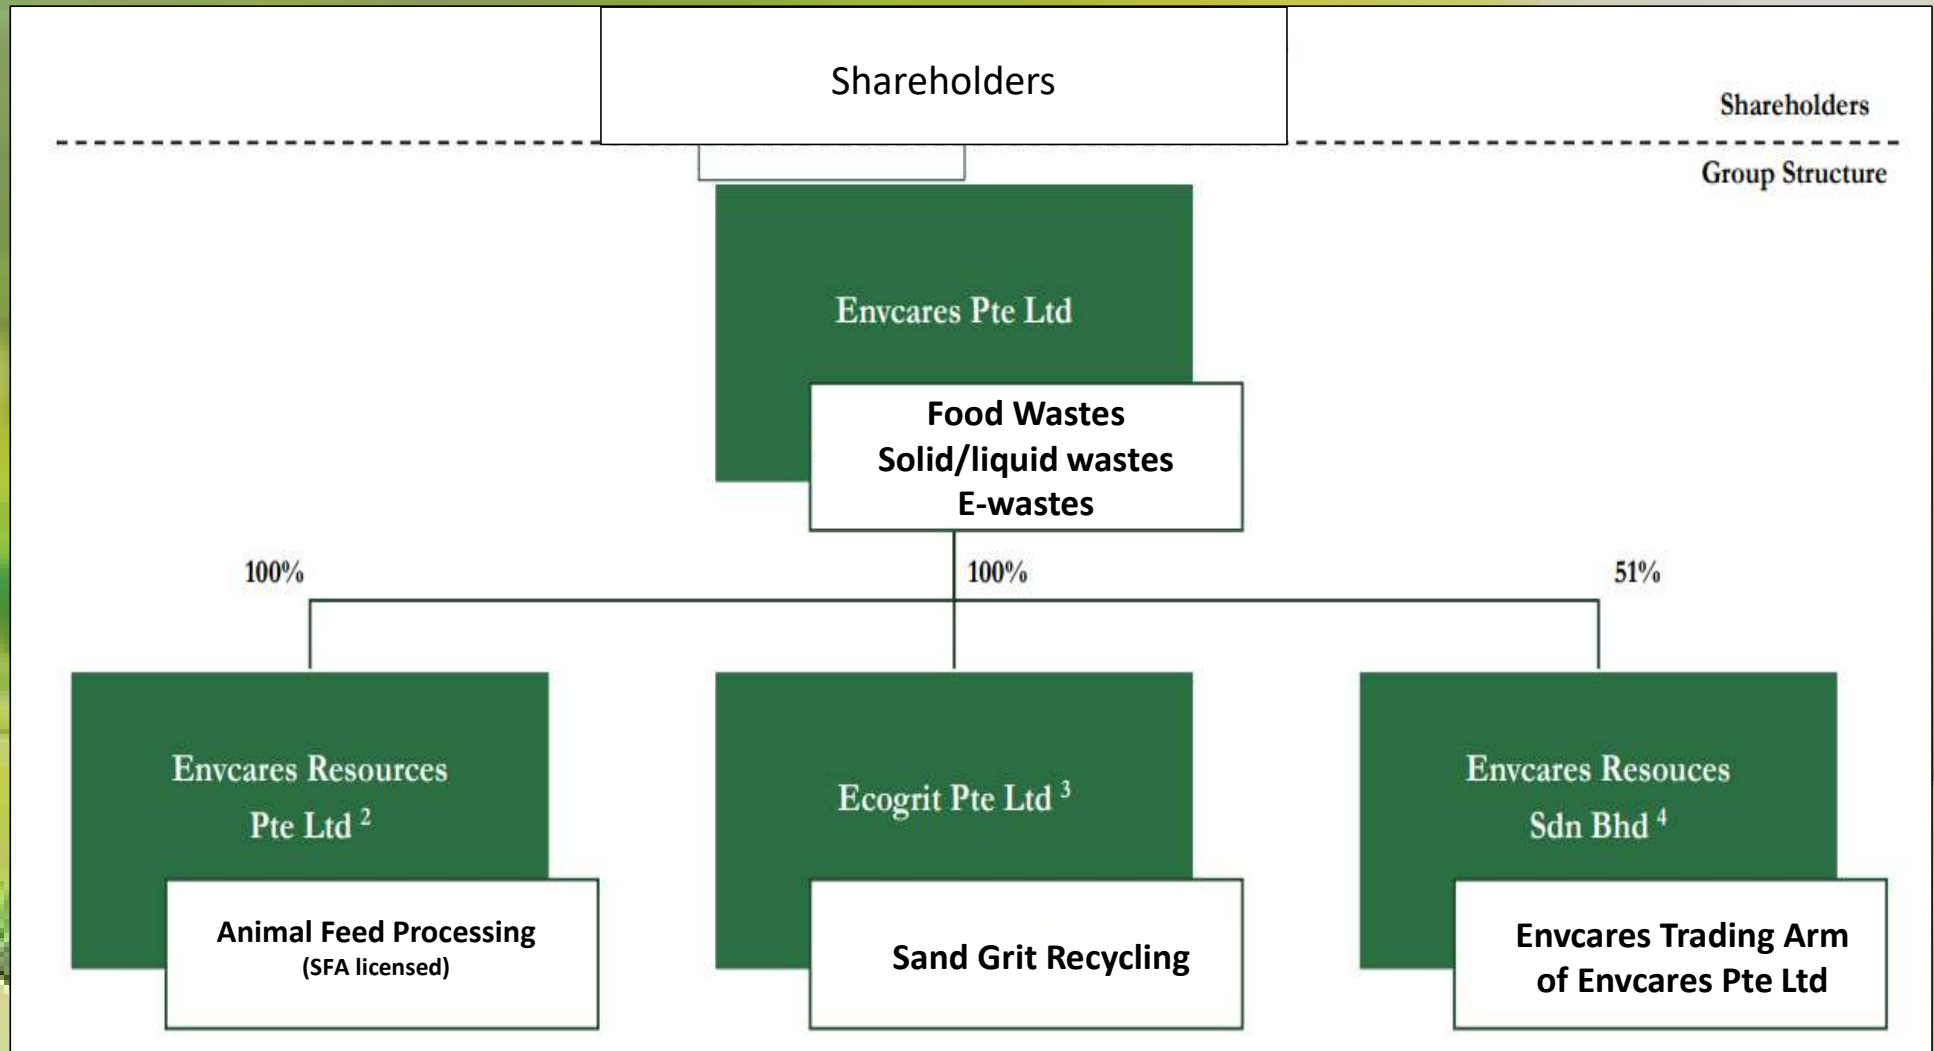 Shareholders
Shareholders
Group Structure
Envcares Pte Ltd
Food Wastes
Solid/liquid wastes
E-wastes
100%
100%
51%
Envcares Resources
Pte Ltd 2
Animal Feed Processing
(SFA licensed)
Ecogrit Pte Ltd 3
Sand Grit Recycling
Envcares Resouces
Sdn Bhd 4
Envcares Trading Arm
of Envcares Pte Ltd